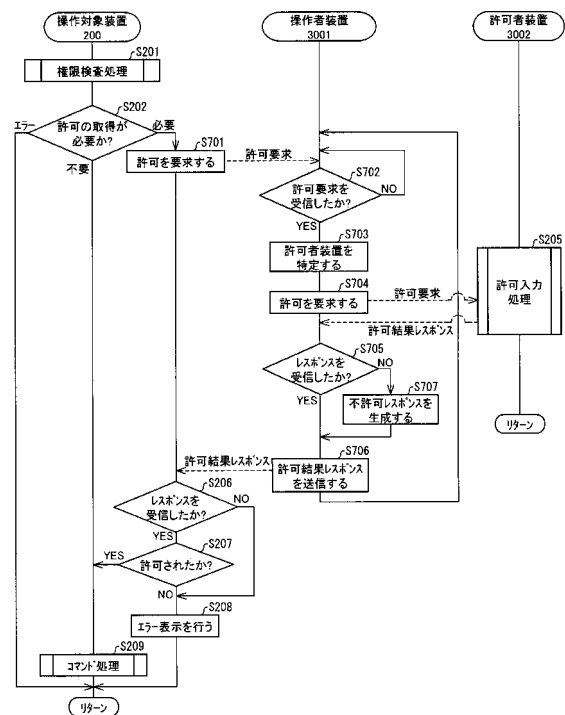 操作対象装置
200
操作者装置
3001
許可者装置
3002
S201
権限検査処理
S202
許可の取得が
必要か?
エラー
必要
不要
S701
許可を要求する
許可要求
S702
許可要求を
受信したか?
NO
YES
S703
許可者装置を
特定する
S704
許可を要求する
許可要求
S205
許可入力
処理
許可結果レスポンス
S705
レスポンスを
受信したか?
NO
YES
S707
不許可レスポンスを
生成する
リターン
S706
許可結果レスポンス
を送信する
許可結果レスポンス
S206
レスポンスを
受信したか?
NO
YES
S207
許可されたか?
YES
NO
S208
エラー表示を行う
S209
コマンド処理
リターン